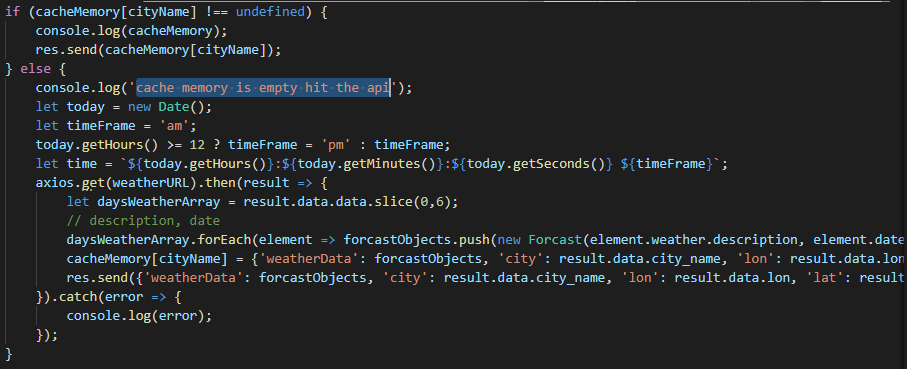 if (cacheMemory[cityName] !== undefined) {
console.log(cacheMemory);
res.send(cacheMemory[cityName]);
} else {
console.log('cache memory is empty hit the api');
let today = new Date();
let timeFrame = 'am';
today.getHours() >= 12 ? timeFrame = 'pm' : timeFrame;
let time = `${today.getHours()}:${today.getMinutes()}:${today.getSeconds()} ${timeFrame}`;
axios.get(weatherURL).then(result => {
let daysWeatherArray = result.data.data.slice(0,6);
// description, date
daysWeatherArray.forEach(element => forcastObjects.push(new Forcast(element.weather.description, element.date
cacheMemory[cityName] = {'weatherData': forcastObjects, 'city': result.data.city_name, 'lon': result.data.lon
res.send({'weatherData': forcastObjects, 'city': result.data.city_name, 'lon': result.data.lon, 'lat': result
}).catch(error => {
console.log(error);
});
}